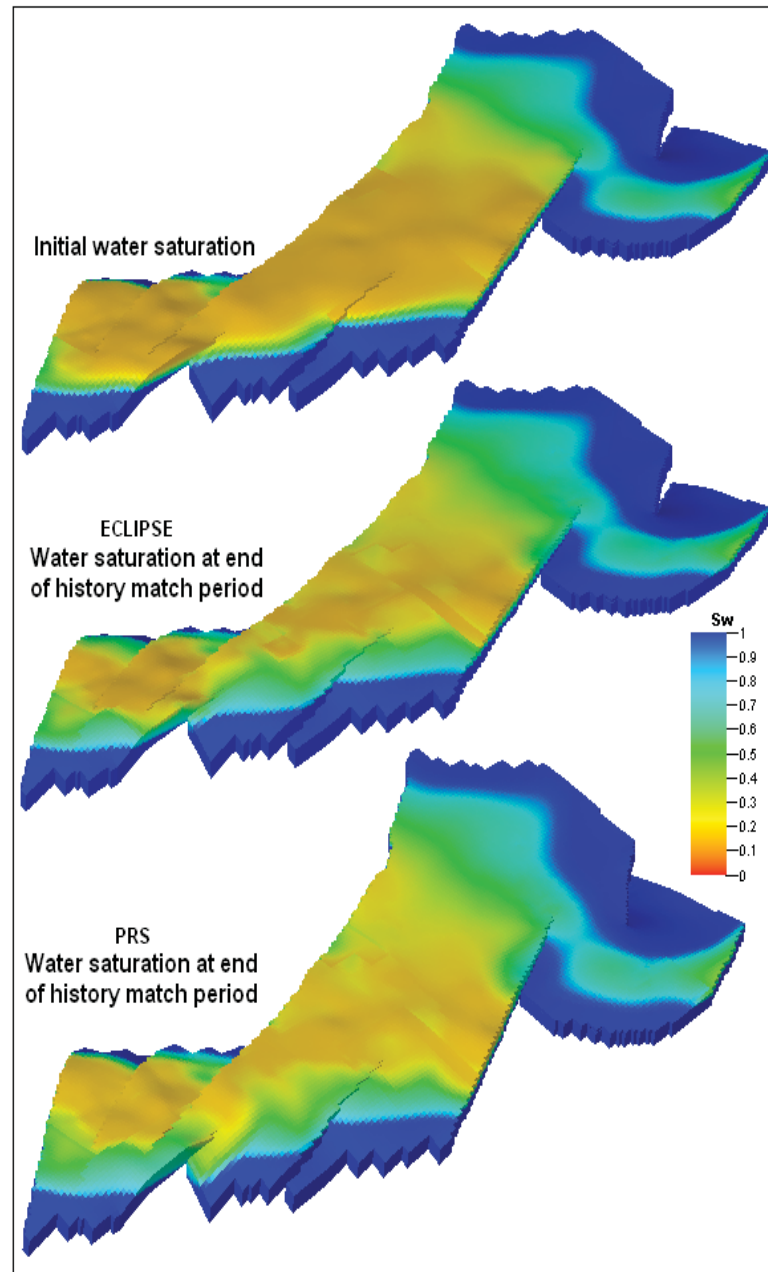 Initial water saturation
ECLIPSE
Water saturation at end
of history match period
Sw
1
0.9
0.8
0.7
0.6
0.5
0.4
0.3
0.2
0.1
0
PRS
Water saturation at end
of history match period